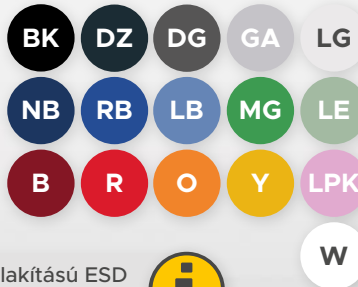 BK DZ DG GA LG
NB RB LB MG LE
B R O Y LPK
W
lakítású ESD